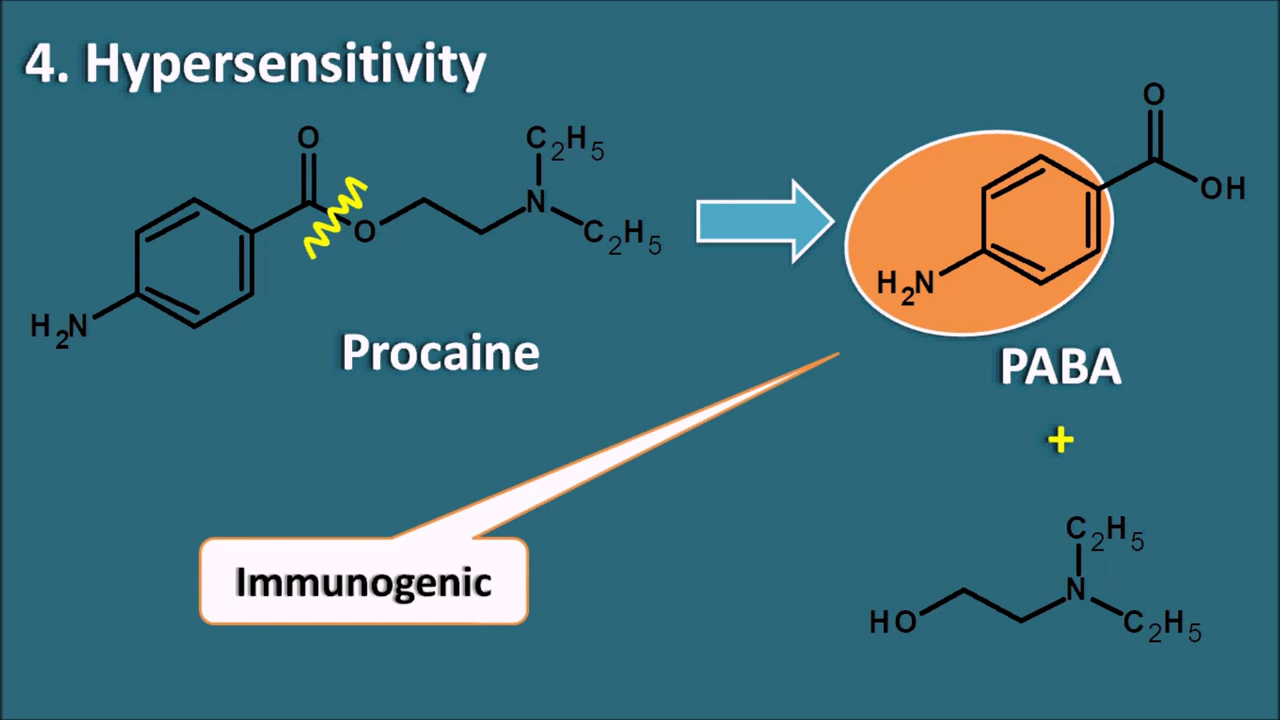 4. Hypersensitivity
O
C2H5
N
O
C2H5
H2N
Procaine
O
OH
H2N
PABA
+
C2H5
N
HO
C2H5
Immunogenic